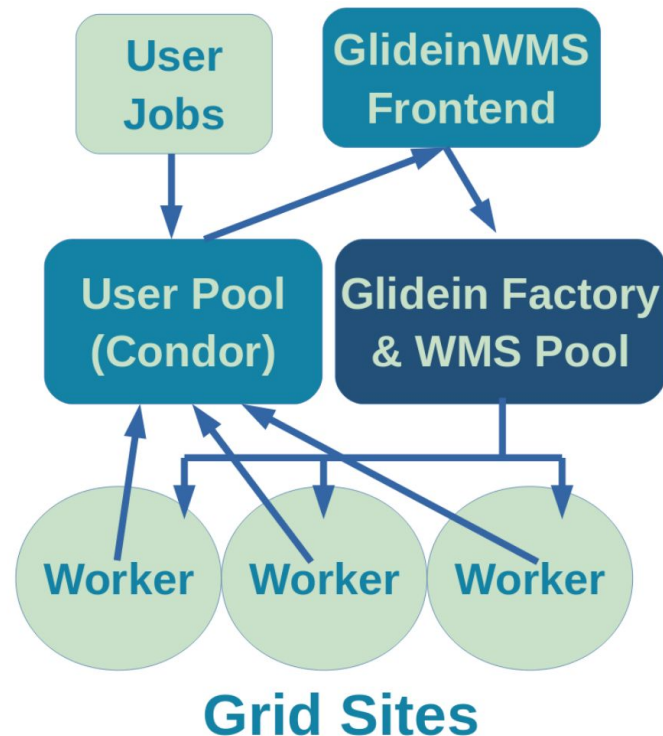 User
Jobs
GlideinWMS
Frontend
User Pool
(Condor)
Glidein Factory
& WMS Pool
Worker
Worker
Worker
Grid Sites